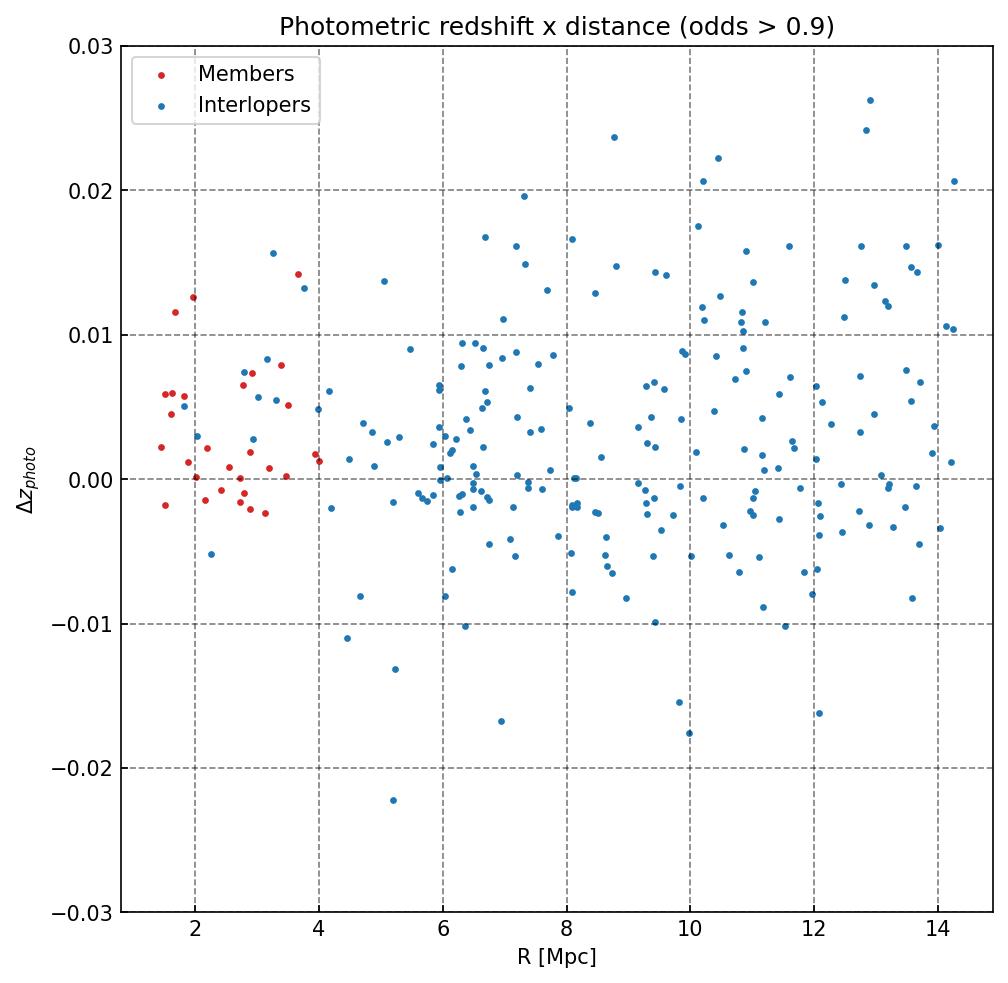 Photometric redshift x distance (odds > 0.9)
Members
Interlopers
0.03
0.02
0.01
0.00
−0.01
−0.02
−0.03
Δz_photo
2 4 6 8 10 12 14
R [Mpc]